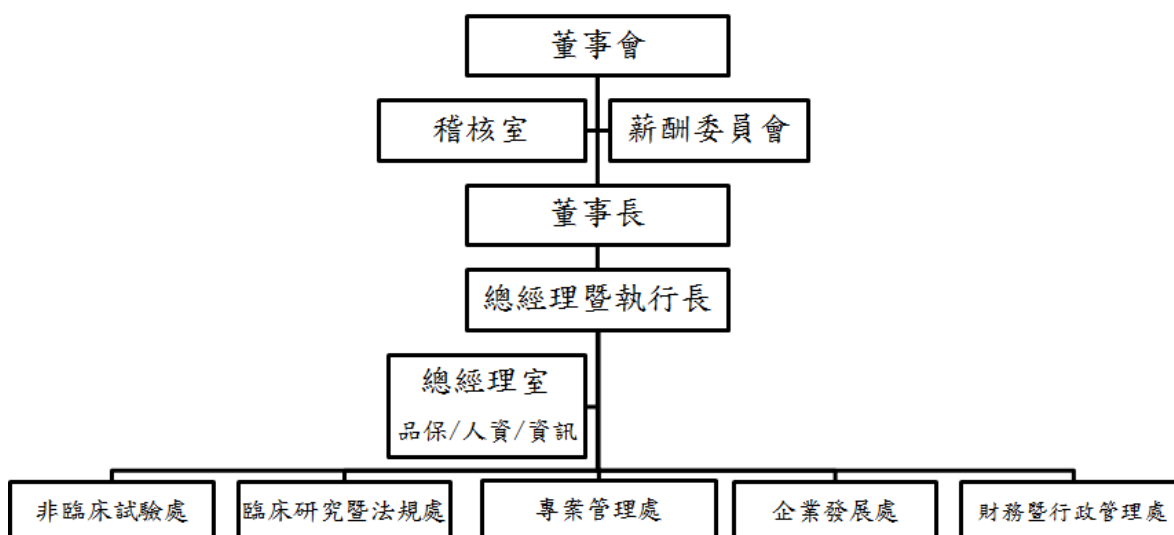 董事會
稽核室
薪酬委員會
董事長
總經理暨執行長
總經理室
品保/人資/資訊
非臨床試驗處
臨床研究暨法規處
專案管理處
企業發展處
財務暨行政管理處